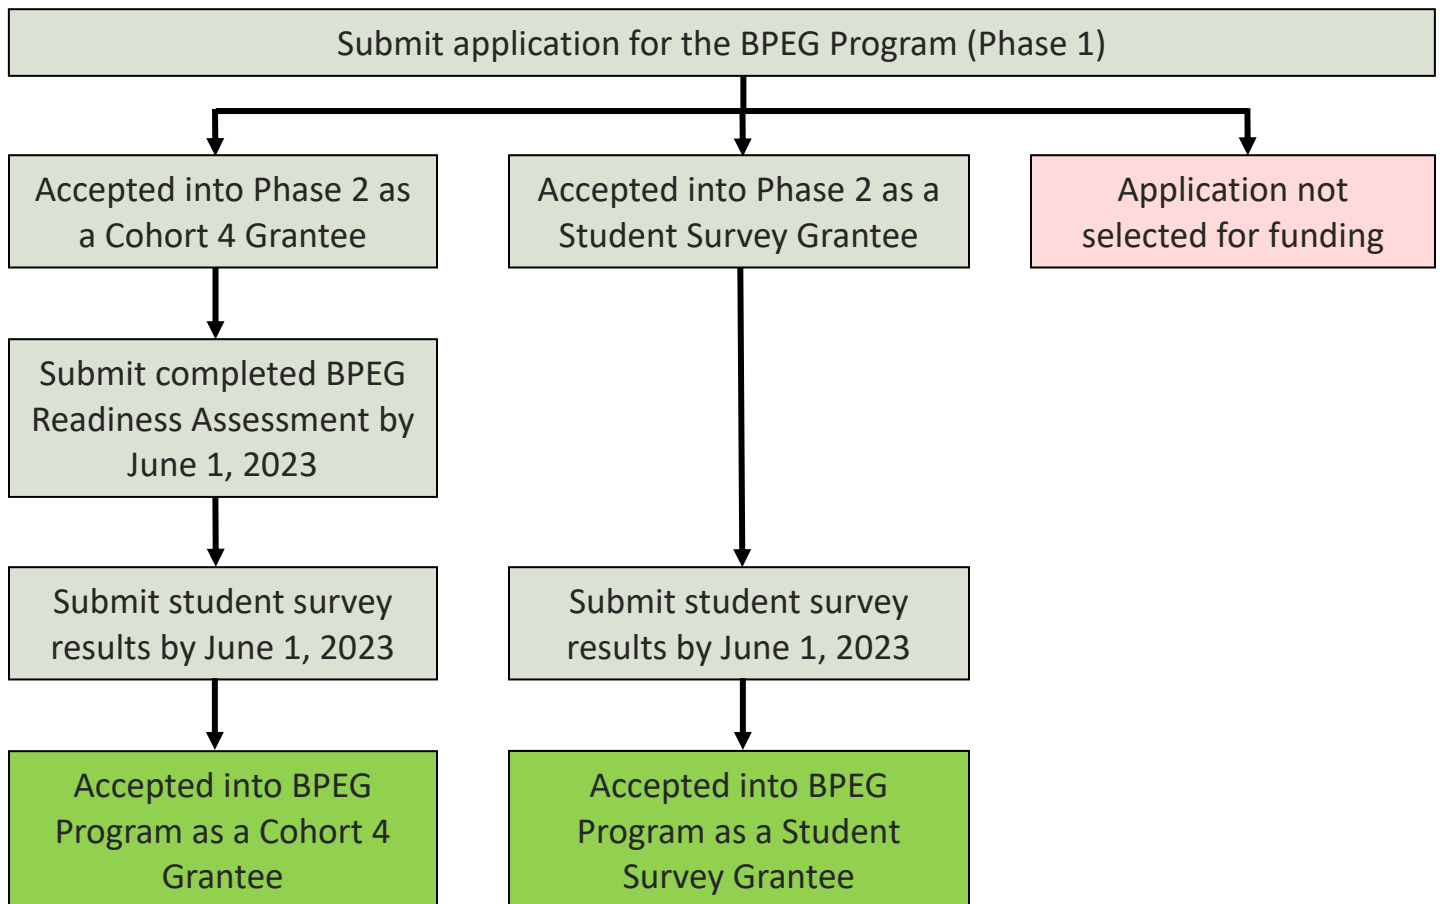 Submit application for the BPEG Program (Phase 1)
Accepted into Phase 2 as
a Cohort 4 Grantee
Accepted into Phase 2 as a
Student Survey Grantee
Application not
selected for funding
Submit completed BPEG
Readiness Assessment by
June 1, 2023
Submit student survey
results by June 1, 2023
Submit student survey
results by June 1, 2023
Accepted into BPEG
Program as a Cohort 4
Grantee
Accepted into BPEG
Program as a Student
Survey Grantee